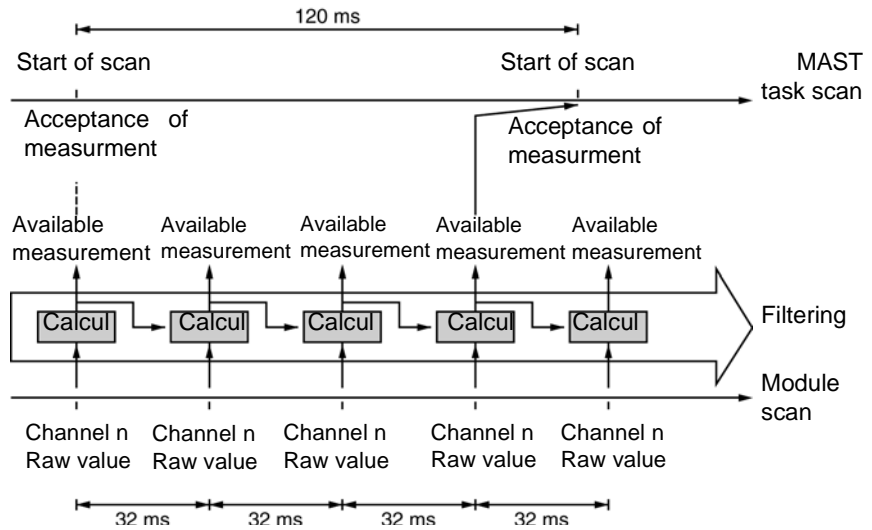 120 ms
Start of scan
Start of scan
MAST
task scan
Acceptance of
measurment
Acceptance of
measurment
Available
measurement
Available
measurement
Available
measurement
Available
measurement
Available
measurement
Calcul
Calcul
Calcul
Calcul
Calcul
Filtering
Module
scan
Channel n
Raw value
Channel n
Raw value
Channel n
Raw value
Channel n
Raw value
Channel n
Raw value
32 ms
32 ms
32 ms
32 ms